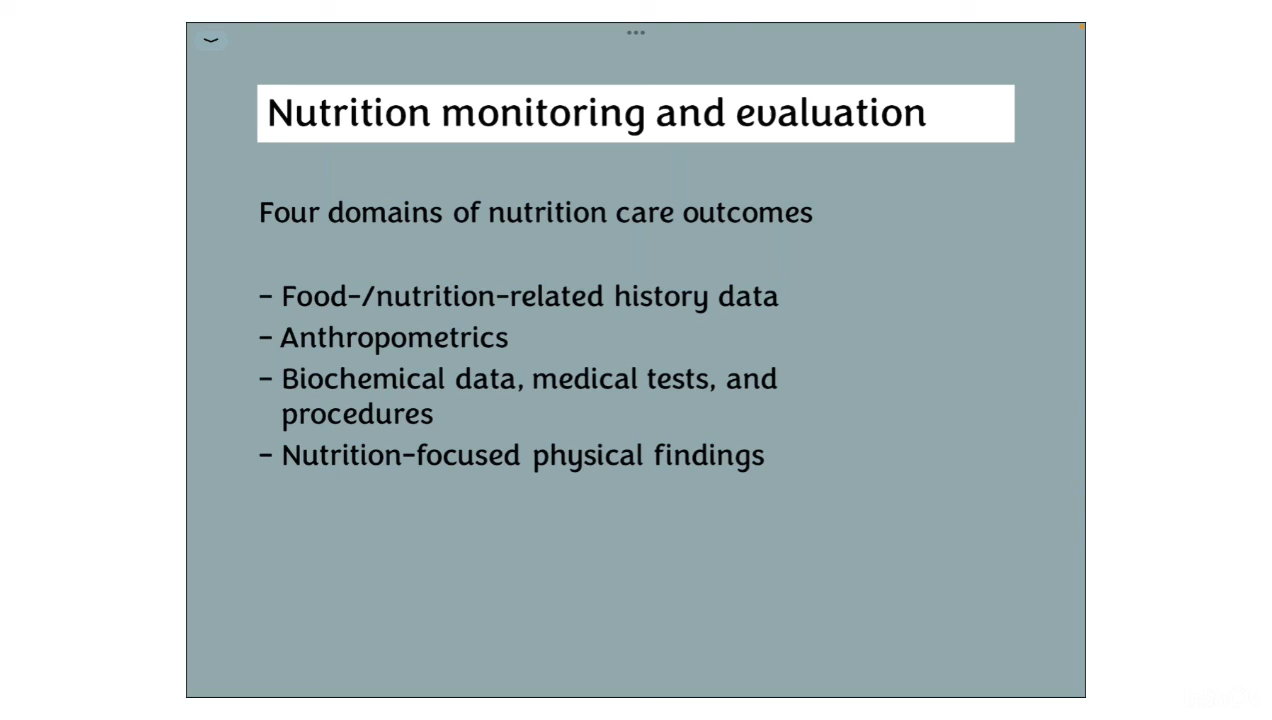 Nutrition monitoring and evaluation
Four domains of nutrition care outcomes
- Food-/nutrition-related history data
- Anthropometrics
- Biochemical data, medical tests, and
procedures
- Nutrition-focused physical findings